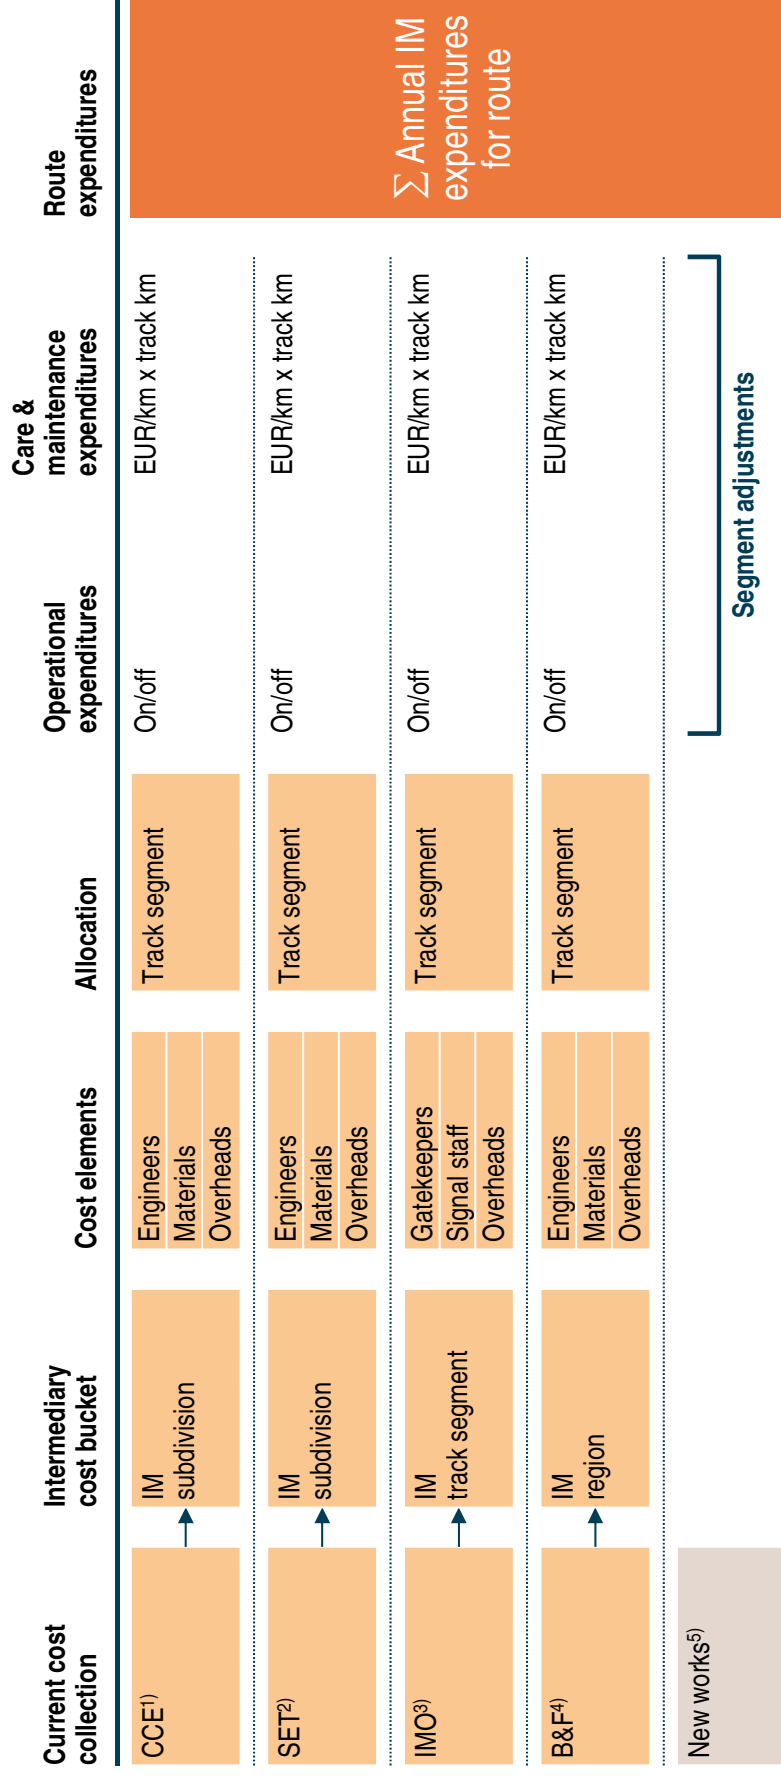 Current cost
collection
Intermediary
cost bucket
Cost elements
Allocation
Operational
expenditures
Care &
maintenance
expenditures
Route
expenditures
CCE1)
IM
subdivision
Engineers
Materials
Overheads
Track segment
On/off
EUR/km x track km
SET2)
IM
subdivision
Engineers
Materials
Overheads
Track segment
On/off
EUR/km x track km
IMO3)
IM
track segment
Gatekeepers
Signal staff
Overheads
Track segment
On/off
EUR/km x track km
B&F4)
IM
region
Engineers
Materials
Overheads
Track segment
On/off
EUR/km x track km
New works5)
Segment adjustments
∑ Annual IM
expenditures
for route